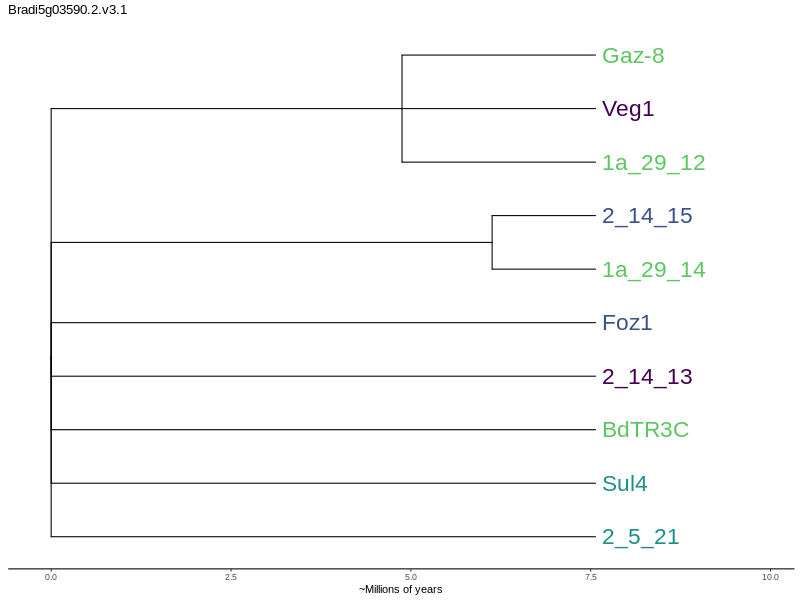 Bradi5g03590.2.v3.1
Gaz-8
Veg1
1a_29_12
2_14_15
1a_29_14
Foz1
2_14_13
BdTR3C
Sul4
2_5_21
0.0 2.5 5.0 7.5 10.0
~Millions of years